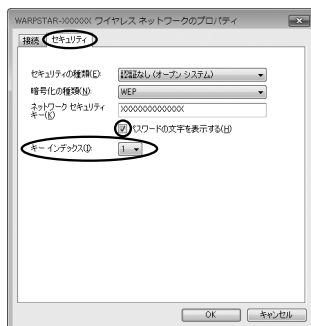 WARPSTAR-XXXXXX ワイヤレス ネットワークのプロパティ
接続 セキュリティ
セキュリティの種類(E): 認証なし (オープン システム)
暗号化の種類(N): WEP
ネットワーク セキュリティ キー(K) XXXXXXXXXXXXX
パスワードの文字を表示する(H)
キー インデックス(I): 1
OK キャンセル